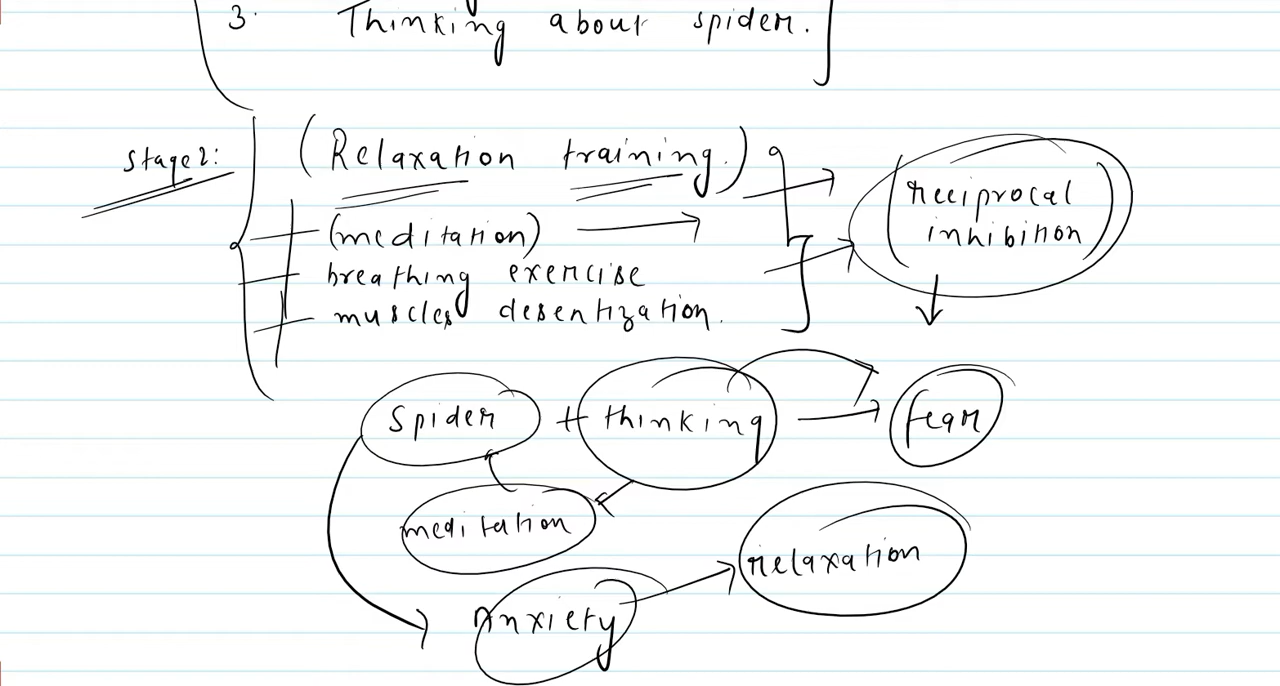 3. Thinking about spider.
Stage 2: (Relaxation training.)
(meditation)
breathing exercise
muscles desentization.
reciprocal
inhibition
Spider + thinking → fear
meditation
relaxation
Anxiety